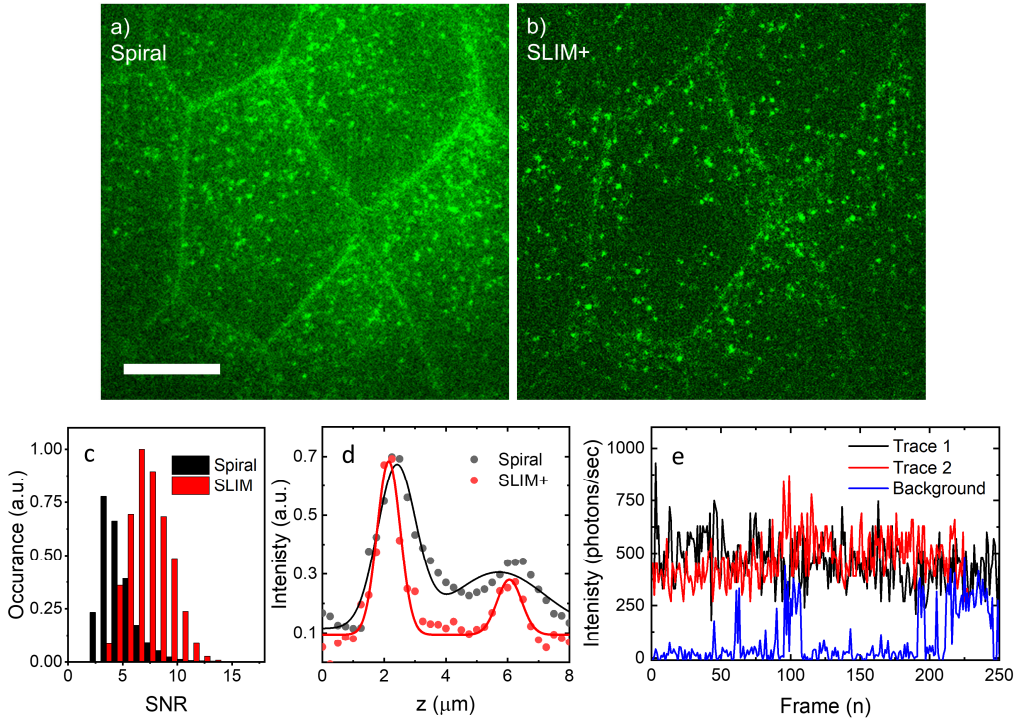 a)
Spiral
b)
SLIM+
c
Spiral
SLIM
1.00
0.75
0.50
0.25
0.00
Occurance (a.u.)
5
10
15
SNR
d
Spiral
SLIM+
0.7
0.5
0.3
0.1
Intenisty (a.u.)
0
2
4
6
8
z (μm)
e
Trace 1
Trace 2
Background
1000
750
500
250
0
Intenisty (photons/sec)
0
50
100
150
200
250
Frame (n)